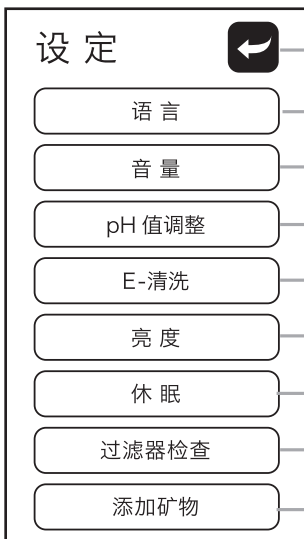 设 定
语 言
音 量
pH 值调整
E-清洗
亮 度
休 眠
过滤器检查
添加矿物